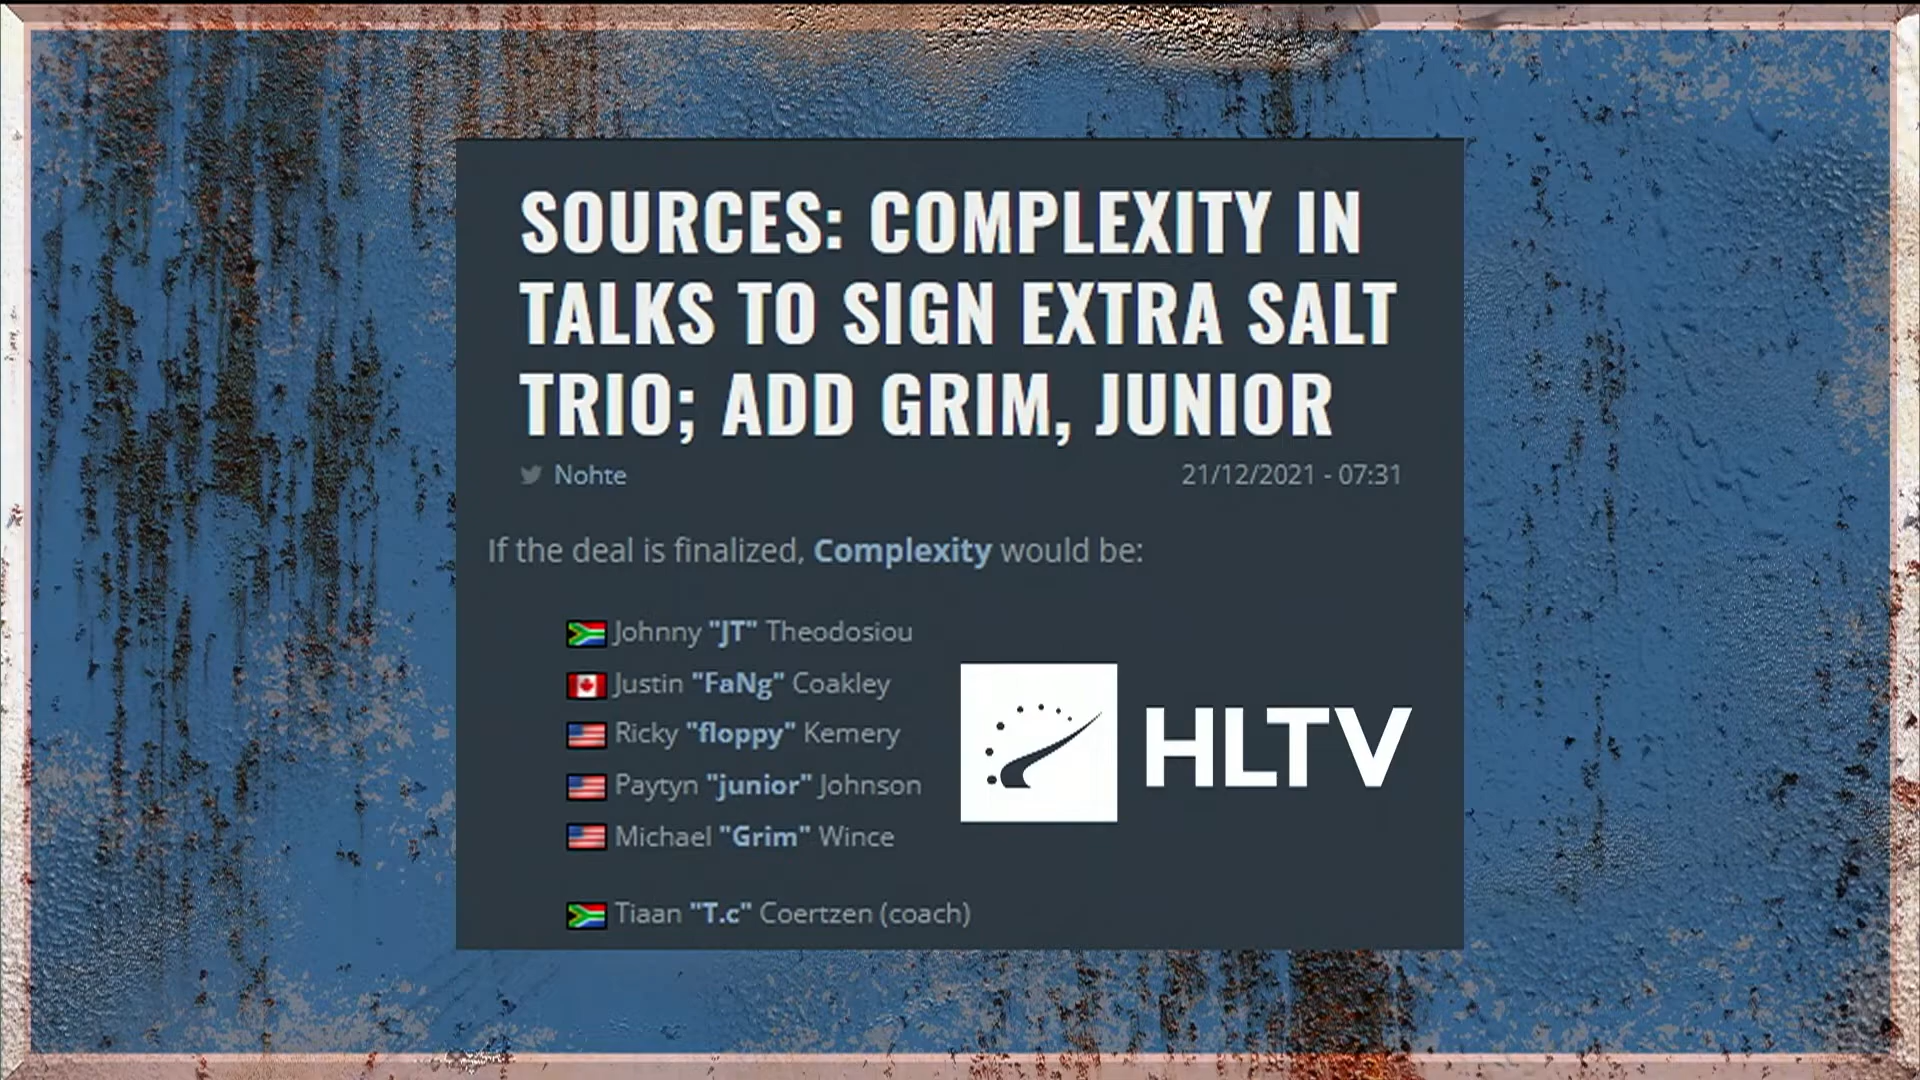 SOURCES: COMPLEXITY IN
TALKS TO SIGN EXTRA SALT
TRIO; ADD GRIM, JUNIOR
Nohte
21/12/2021 - 07:31
If the deal is finalized, Complexity would be:
Johnny "JT" Theodosiou
Justin "FaNg" Coakley
Ricky "floppy" Kemery
Paytyn "junior" Johnson
Michael "Grim" Wince
HLTV
Tiaan "T.c" Coertzen (coach)